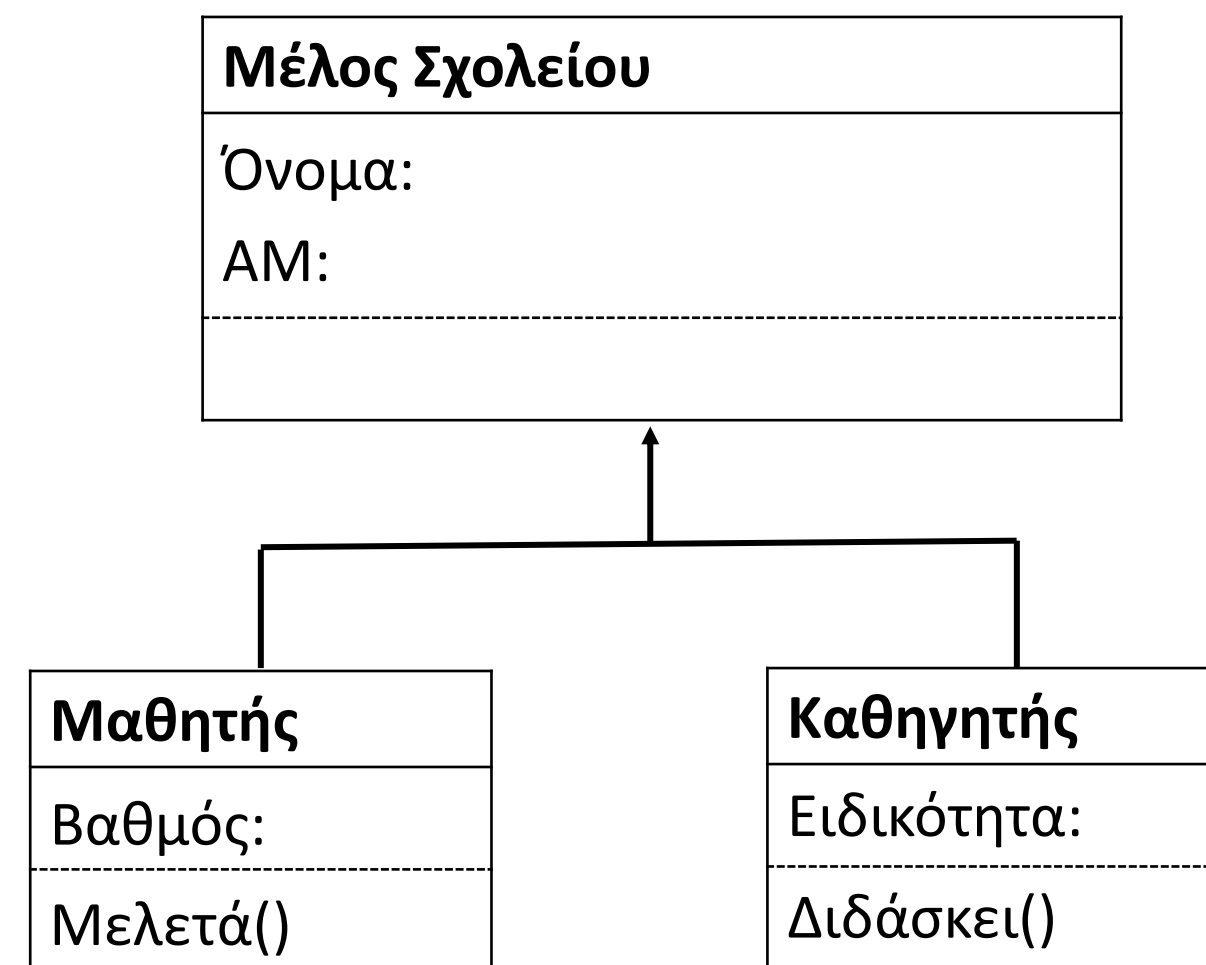 Μέλος Σχολείου
Όνομα:
ΑΜ:
Μαθητής
Βαθμός:
Μελετά()
Καθηγητής
Ειδικότητα:
Διδάσκει()